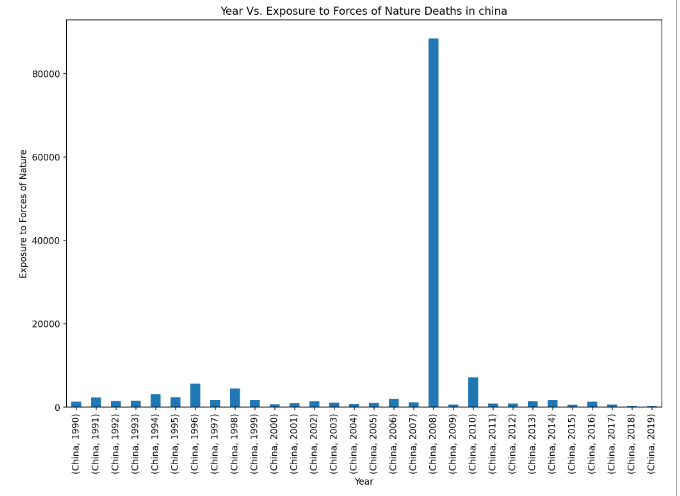 Year Vs. Exposure to Forces of Nature Deaths in china
Exposure to Forces of Nature
80000
60000
40000
20000
0
(China, 1990)
(China, 1991)
(China, 1992)
(China, 1993)
(China, 1994)
(China, 1995)
(China, 1996)
(China, 1997)
(China, 1998)
(China, 1999)
(China, 2000)
(China, 2001)
(China, 2002)
(China, 2003)
(China, 2004)
(China, 2005)
(China, 2006)
(China, 2007)
(China, 2008)
(China, 2009)
(China, 2010)
(China, 2011)
(China, 2012)
(China, 2013)
(China, 2014)
(China, 2015)
(China, 2016)
(China, 2017)
(China, 2018)
(China, 2019)
Year